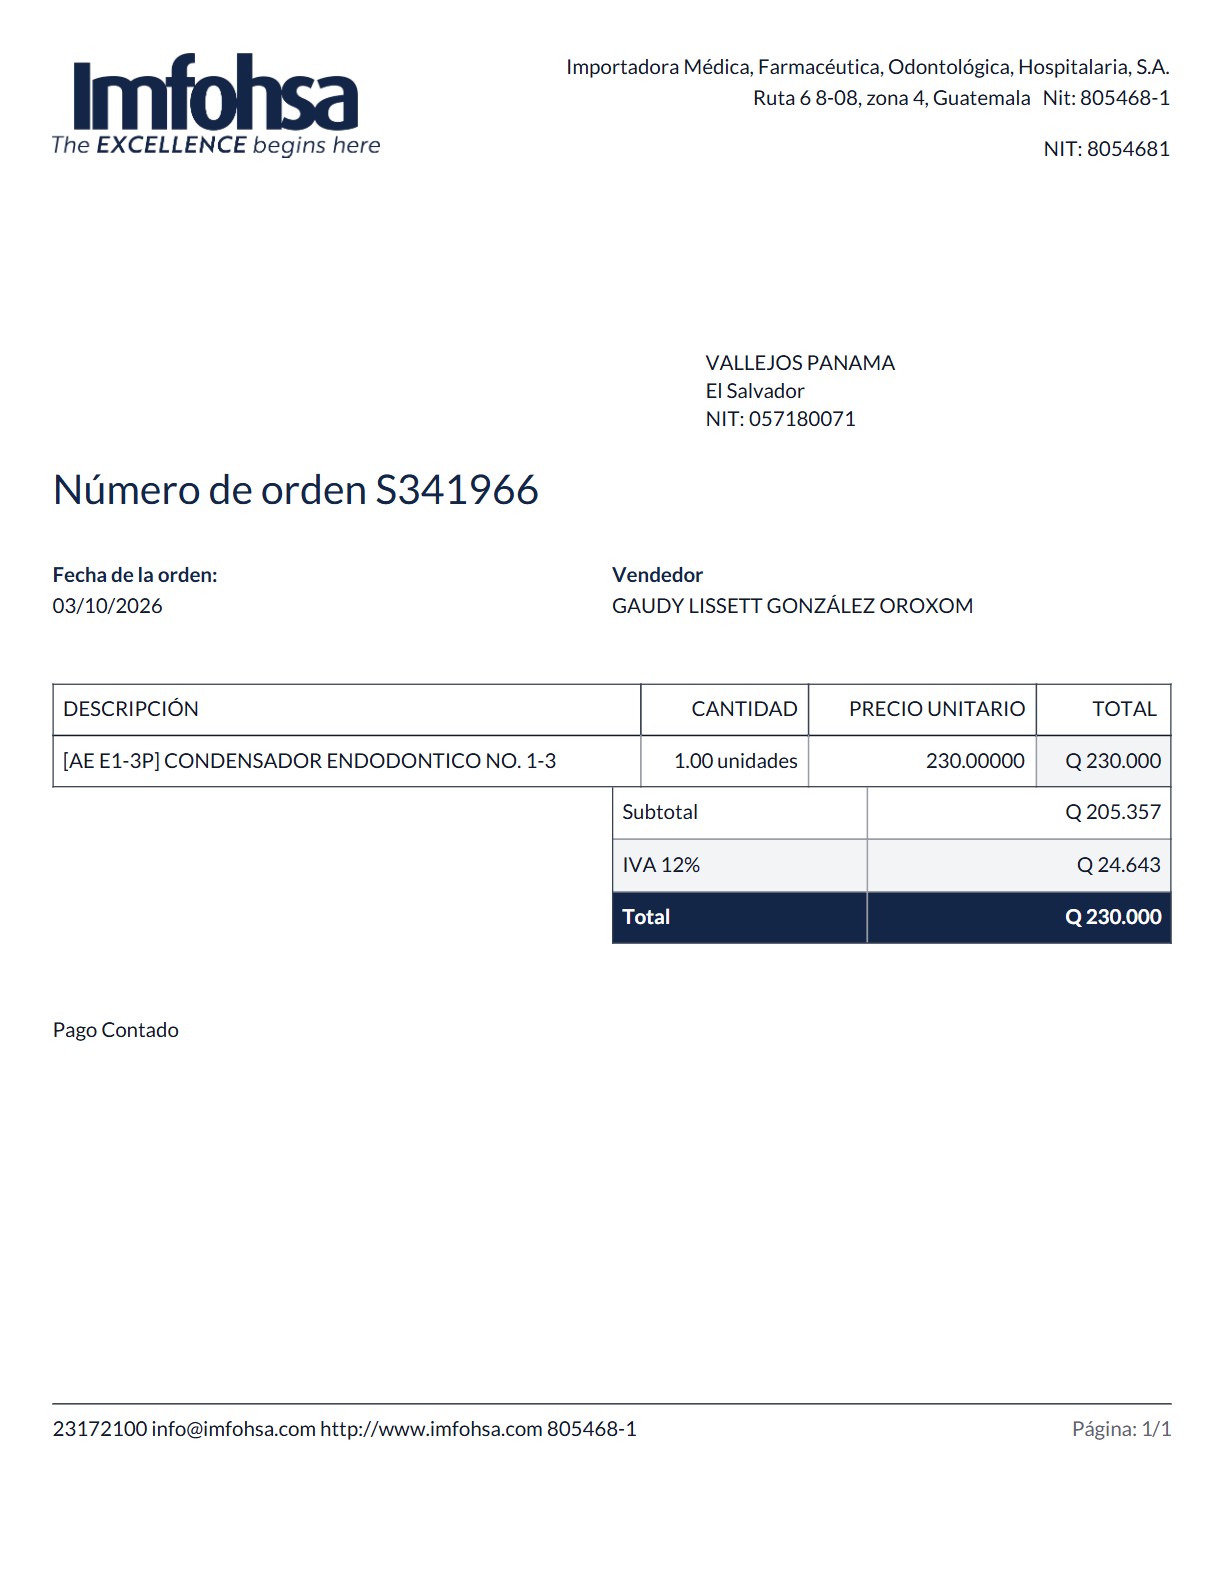 Imfohsa
The EXCELLENCE begins here
Importadora Médica, Farmacéutica, Odontológica, Hospitalaria, S.A.
Ruta 6 8-08, zona 4, Guatemala Nit: 805468-1
NIT: 8054681
VALLEJOS PANAMA
El Salvador
NIT: 057180071
Número de orden S341966
Fecha de la orden:
03/10/2026
Vendedor
GAUDY LISSETT GONZÁLEZ OROXOM
DESCRIPCIÓN CANTIDAD PRECIO UNITARIO TOTAL
[AE E1-3P] CONDENSADOR ENDODONTICO NO. 1-3 1.00 unidades 230.00000 Q 230.000
Subtotal Q 205.357
IVA 12% Q 24.643
Total Q 230.000
Pago Contado
23172100 info@imfohsa.com http://www.imfohsa.com 805468-1 Página: 1/1